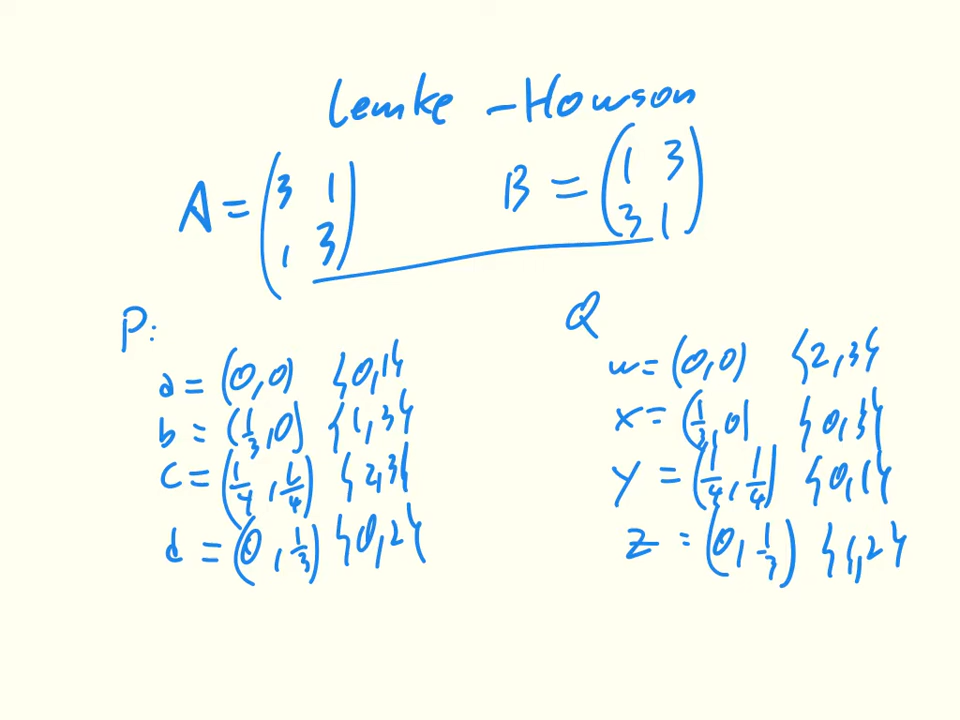 Lemke - Howson
A = (3 1 B = (1 3
1 3) 3 1)
P: Q
a = (0,0) {0,1} w = (0,0) {2,3}
b = (1/3,0) {1,3} x = (1/3,0) {0,3}
c = (1/4,1/4) {2,3} y = (1/4,1/4) {0,1}
d = (0,1/3) {0,2} z = (0,1/3) {1,2}